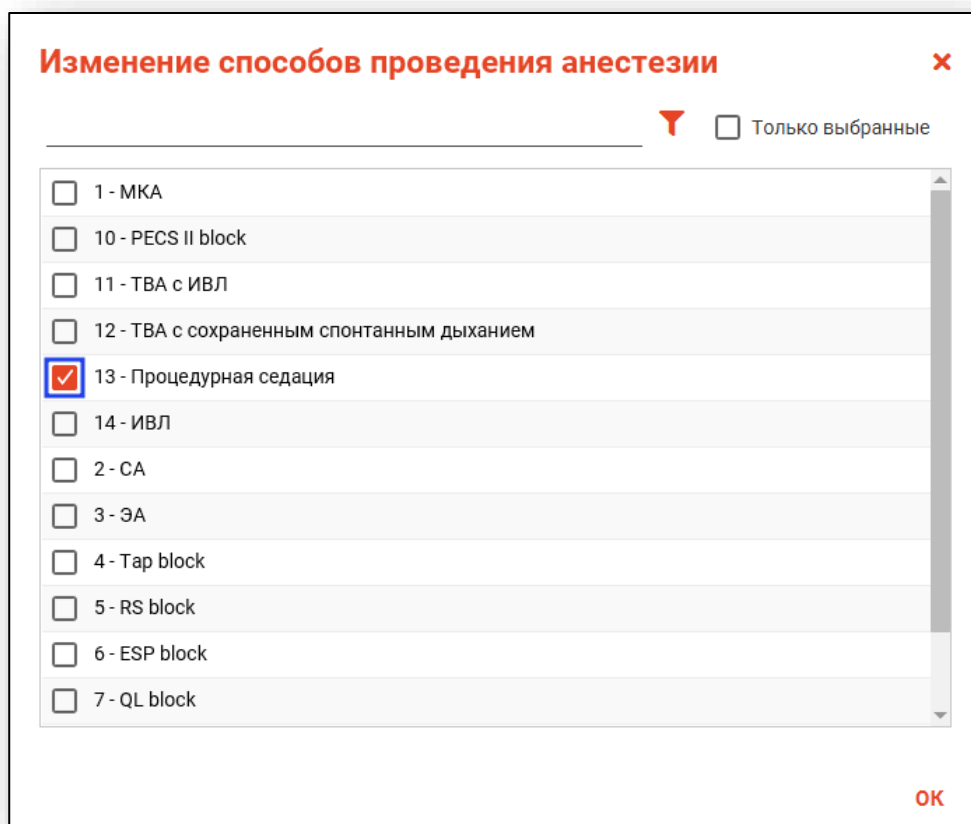 Изменение способов проведения анестезии
Только выбранные
1 - МКА
10 - PECS II block
11 - ТВА с ИВЛ
12 - ТВА с сохраненным спонтанным дыханием
13 - Процедурная седация
14 - ИВЛ
2 - СА
3 - ЭА
4 - Tap block
5 - RS block
6 - ESP block
7 - QL block
ОК